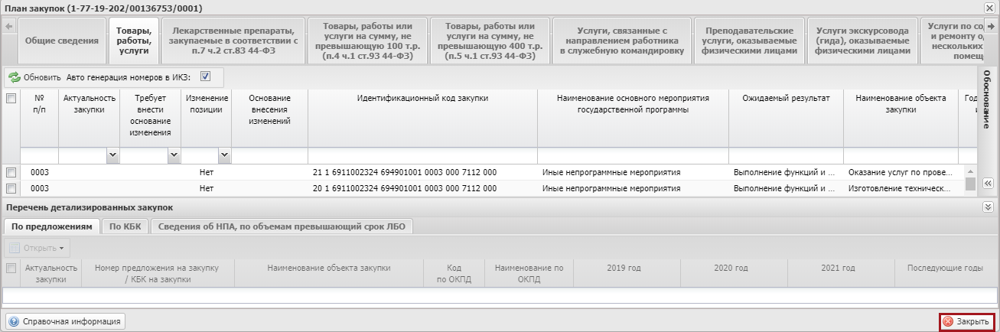 План закупок (1-77-19-202/00136753/0001)
Общие сведения
Товары,
работы,
услуги
Лекарственные препараты,
закупаемые в соответствии с
п.7 ч.2 ст.83 44-ФЗ
Товары, работы или
услуги на сумму, не
превышающую 100 т.р.
(п.4 ч.1 ст.93 44-ФЗ)
Товары, работы или
услуги на сумму, не
превышающую 400 т.р.
(п.5 ч.1 ст.93 44-ФЗ)
Услуги, связанные с
направлением работника
в служебную командировку
Преподавательские
услуги, оказываемые
физическими лицами
Услуги экскурсовода
(гида), оказываемые
физическими лицами
Услуги по со
и ремонту о
нескольких
помещ
Обновить Авто генерация номеров в ИКЗ:
Обоснование
№
п/п
Актуальность
закупки
Требует
внести
основание
изменения
Изменение
позиции
Основание
внесения
изменений
Идентификационный код закупки
Наименование основного мероприятия
государственной программы
Ожидаемый результат
Наименование объекта
закупки
Год
и
0003 Нет 21 1 6911002324 694901001 0003 000 7112 000 Иные непрограммные мероприятия Выполнение функций и ... Оказание услуг по прове...
0003 Нет 20 1 6911002324 694901001 0003 000 7112 000 Иные непрограммные мероприятия Выполнение функций и ... Изготовление техническ...
Перечень детализированных закупок
По предложениям По КБК Сведения об НПА, по объемам превышающий срок ЛБО
Открыть
Актуальность
закупки
Номер предложения на закупку
/ КБК на закупки
Наименование объекта закупки
Код
по ОКПД
Наименование по
ОКПД
2019 год
2020 год
2021 год
Последующие годы
Справочная информация
Закрыть